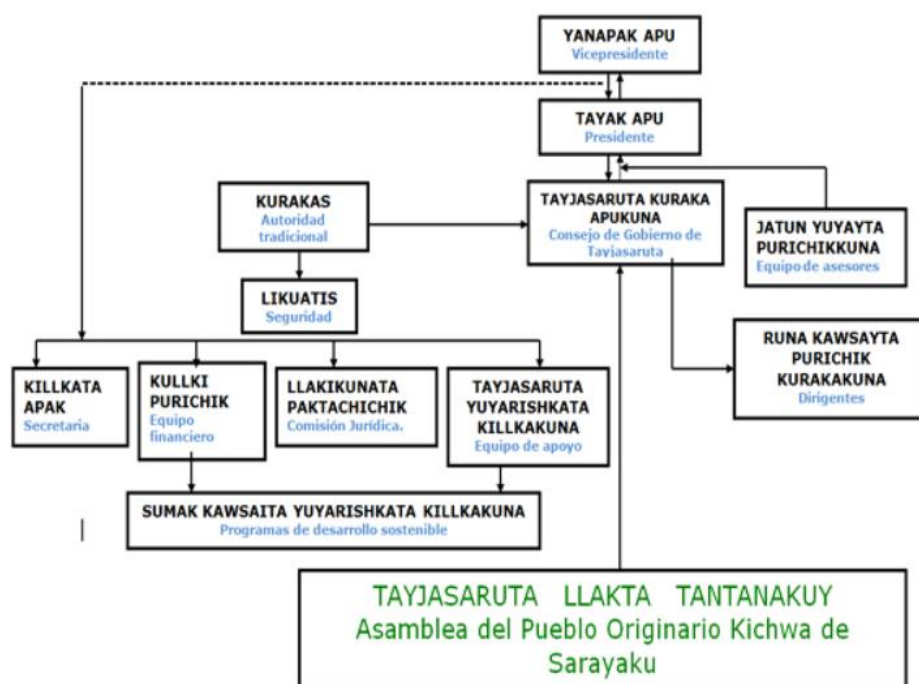 YANAPAK APU
Vicepresidente
TAYAK APU
Presidente
KURAKAS
Autoridad
tradicional
TAYJASARUTA KURAKA
APUKUNA
Consejo de Gobierno de
Tayjasaruta
JATUN YUYAYTA
PURICHIKKUNA
Equipo de asesores
LIKUATIS
Seguridad
RUNA KAWSAYTA
PURICHIK
KURAKAKUNA
Dirigentes
KILLKATA
APAK
Secretaria
KULLKI
PURICHIK
Equipo
financiero
LLAKIKUNATA
PAKTACHICHIK
Comisión Jurídica.
TAYJASARUTA
YUYARISHKATA
KILLKAKUNA
Equipo de apoyo
SUMAK KAWSAITA YUYARISHKATA KILLKAKUNA
Programas de desarrollo sostenible
TAYJASARUTA LLAKTA TANTANAKUY
Asamblea del Pueblo Originario Kichwa de
Sarayaku